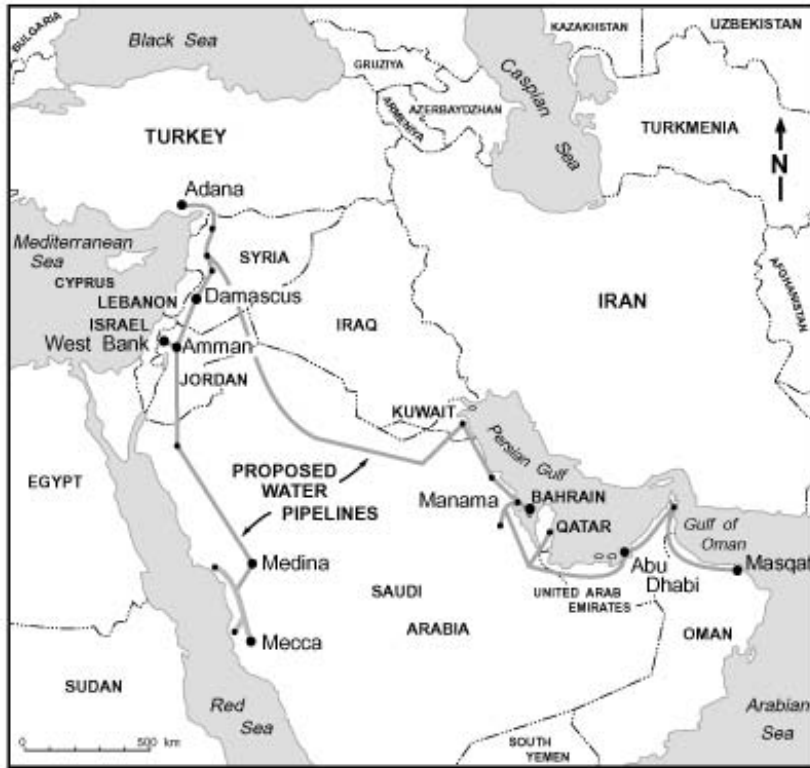 BULGARIA
Black Sea
KAZAKHSTAN
UZBEKISTAN
GRUZIYA
Caspian
Sea
ARMENIYA
AZERBAYDZHAN
TURKMENIA
N
TURKEY
Adana
Mediterranean
Sea
CYPRUS
SYRIA
LEBANON
Damascus
ISRAEL
West Bank
Amman
JORDAN
IRAQ
IRAN
AFGHANISTAN
KUWAIT
Persian Gulf
EGYPT
PROPOSED
WATER
PIPELINES
Manama
BAHRAIN
QATAR
Gulf of
Oman
Medina
Abu
Dhabi
Masqat
UNITED ARAB
EMIRATES
SAUDI
ARABIA
OMAN
Mecca
SUDAN
Red
Sea
Arabian
Sea
SOUTH
YEMEN
0 500 km